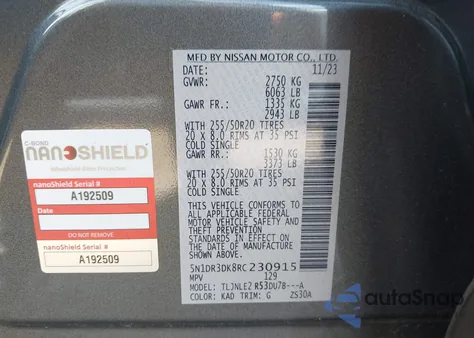 C-BOND
NANOSHIELD
Windshield Glass Protection
nanoShield Serial #
A192509
Date
DO NOT REMOVE
nanoShield Serial #
A192509
MFD BY NISSAN MOTOR CO., LTD.
DATE: 11/23
GVWR: 2750 KG
6063 LB
GAWR FR: 1335 KG
2943 LB
WITH 255/50R20 TIRES
20 x 8.0 RIMS AT 35 PSI
COLD SINGLE
GAWR RR: 1530 KG
3373 LB
WITH 255/50R20 TIRES
20 x 8.0 RIMS AT 35 PSI
COLD SINGLE
THIS VEHICLE CONFORMS TO
ALL APPLICABLE FEDERAL
MOTOR VEHICLE SAFETY AND
THEFT PREVENTION
STANDARDS IN EFFECT ON
THE DATE OF MANUFACTURE
SHOWN ABOVE.
5N1DR3DK8RC230915
MPV 129
MODEL: TLJNLE2 R53DU78---A
COLOR: KAD TRIM: G ZS30A
autoSnap